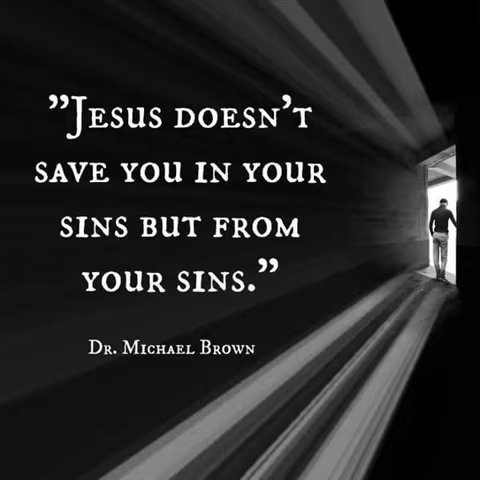 "Jesus doesn't
save you in your
sins but from
your sins."
Dr. Michael Brown